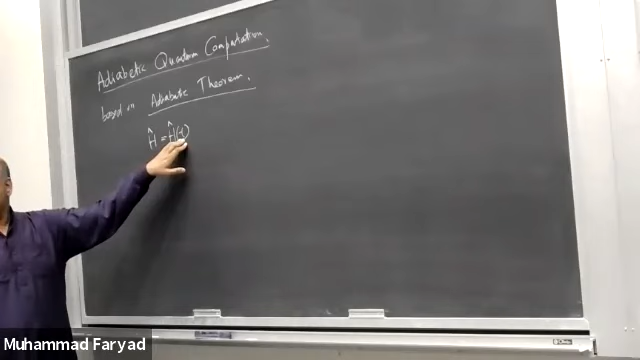 Adiabatic Quantum Computation.
based on Adiabatic Theorem.
Ĥ = Ĥ(t)
Muhammad Faryad